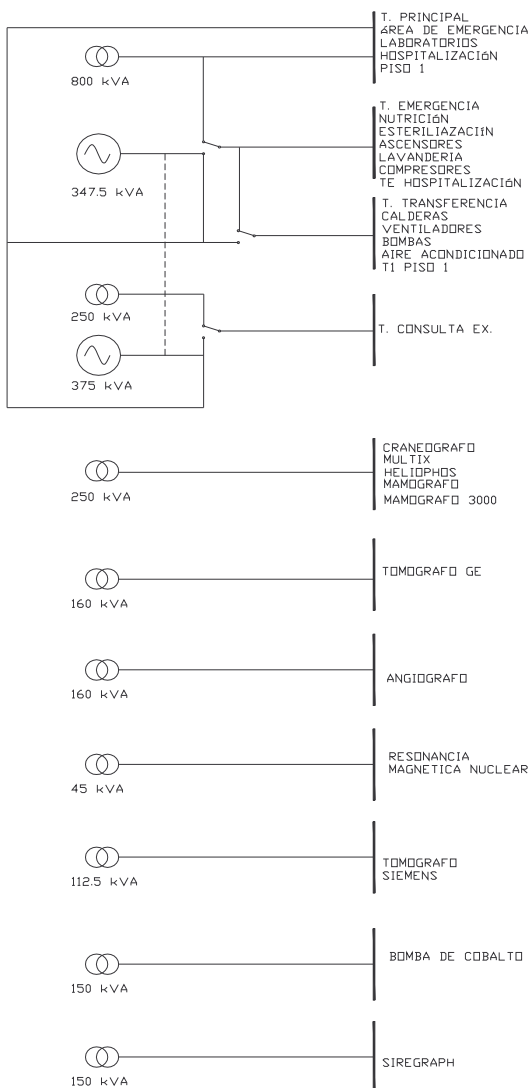 T. PRINCIPAL
ÁREA DE EMERGENCIA
LABORATORIOS
HOSPITALIZACIÓN
PISO 1
800 kVA
T. EMERGENCIA
NUTRICIÓN
ESTERILIAZACIÍN
ASCENSORES
LAVANDERIA
COMPRESORES
TE HOSPITALIZACIÓN
347.5 kVA
T. TRANSFERENCIA
CALDERAS
VENTILADORES
BOMBAS
AIRE ACONDICIONADO
T1 PISO 1
250 kVA
T. CONSULTA EX.
375 kVA
CRANEOGRAFO
MULTIX
HELIOPHOS
MAMOGRAFO
MAMOGRAFO 3000
250 kVA
TOMOGRAFO GE
160 kVA
ANGIOGRAFO
160 kVA
RESONANCIA
MAGNETICA NUCLEAR
45 kVA
TOMOGRAFO
SIEMENS
112.5 kVA
BOMBA DE COBALTO
150 kVA
SIREGRAPH
150 kVA